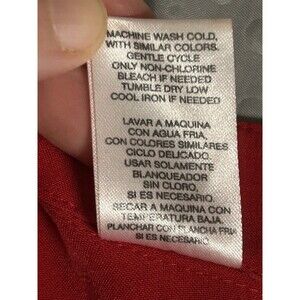 MACHINE WASH COLD,
WITH SIMILAR COLORS.
GENTLE CYCLE
ONLY NON-CHLORINE
BLEACH IF NEEDED
TUMBLE DRY LOW
COOL IRON IF NEEDED
LAVAR A MAQUINA
CON AGUA FRIA.
CON COLORES SIMILARES
CICLO DELICADO.
USAR SOLAMENTE
BLANQUEADOR
SIN CLORO,
SI ES NECESARIO.
SECAR A MAQUINA CON
TEMPERATURA BAJA.
PLANCHAR CON PLANCHA FRIA
SI ES NECESARIO